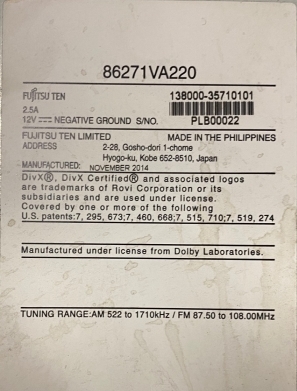 86271VA220
FUJITSU TEN 138000-35710101
2.5A
12V ⎓ NEGATIVE GROUND S/NO. PLB00022
FUJITSU TEN LIMITED MADE IN THE PHILIPPINES
ADDRESS 2-28, Gosho-dori 1-chome
Hyogo-ku, Kobe 652-8510, Japan
MANUFACTURED: NOVEMBER 2014
DivX®, DivX Certified® and associated logos
are trademarks of Rovi Corporation or its
subsidiaries and are used under license.
Covered by one or more of the following
U.S. patents:7, 295, 673;7, 460, 668;7, 515, 710;7, 519, 274
Manufactured under license from Dolby Laboratories.
TUNING RANGE:AM 522 to 1710kHz / FM 87.50 to 108.00MHz